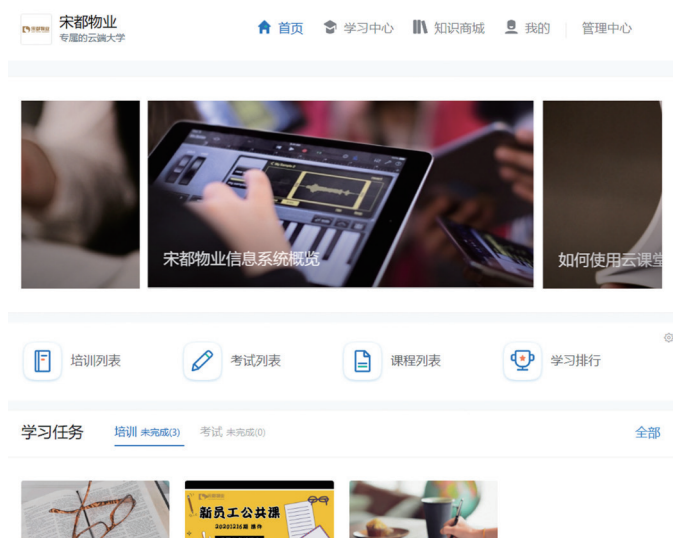 宋都物业
专属的云端大学
首页
学习中心
知识商城
我的
管理中心
宋都物业信息系统概览
如何使用云课堂
培训列表
考试列表
课程列表
学习排行
学习任务
培训 未完成(3)
考试 未完成(0)
全部
新员工公共课